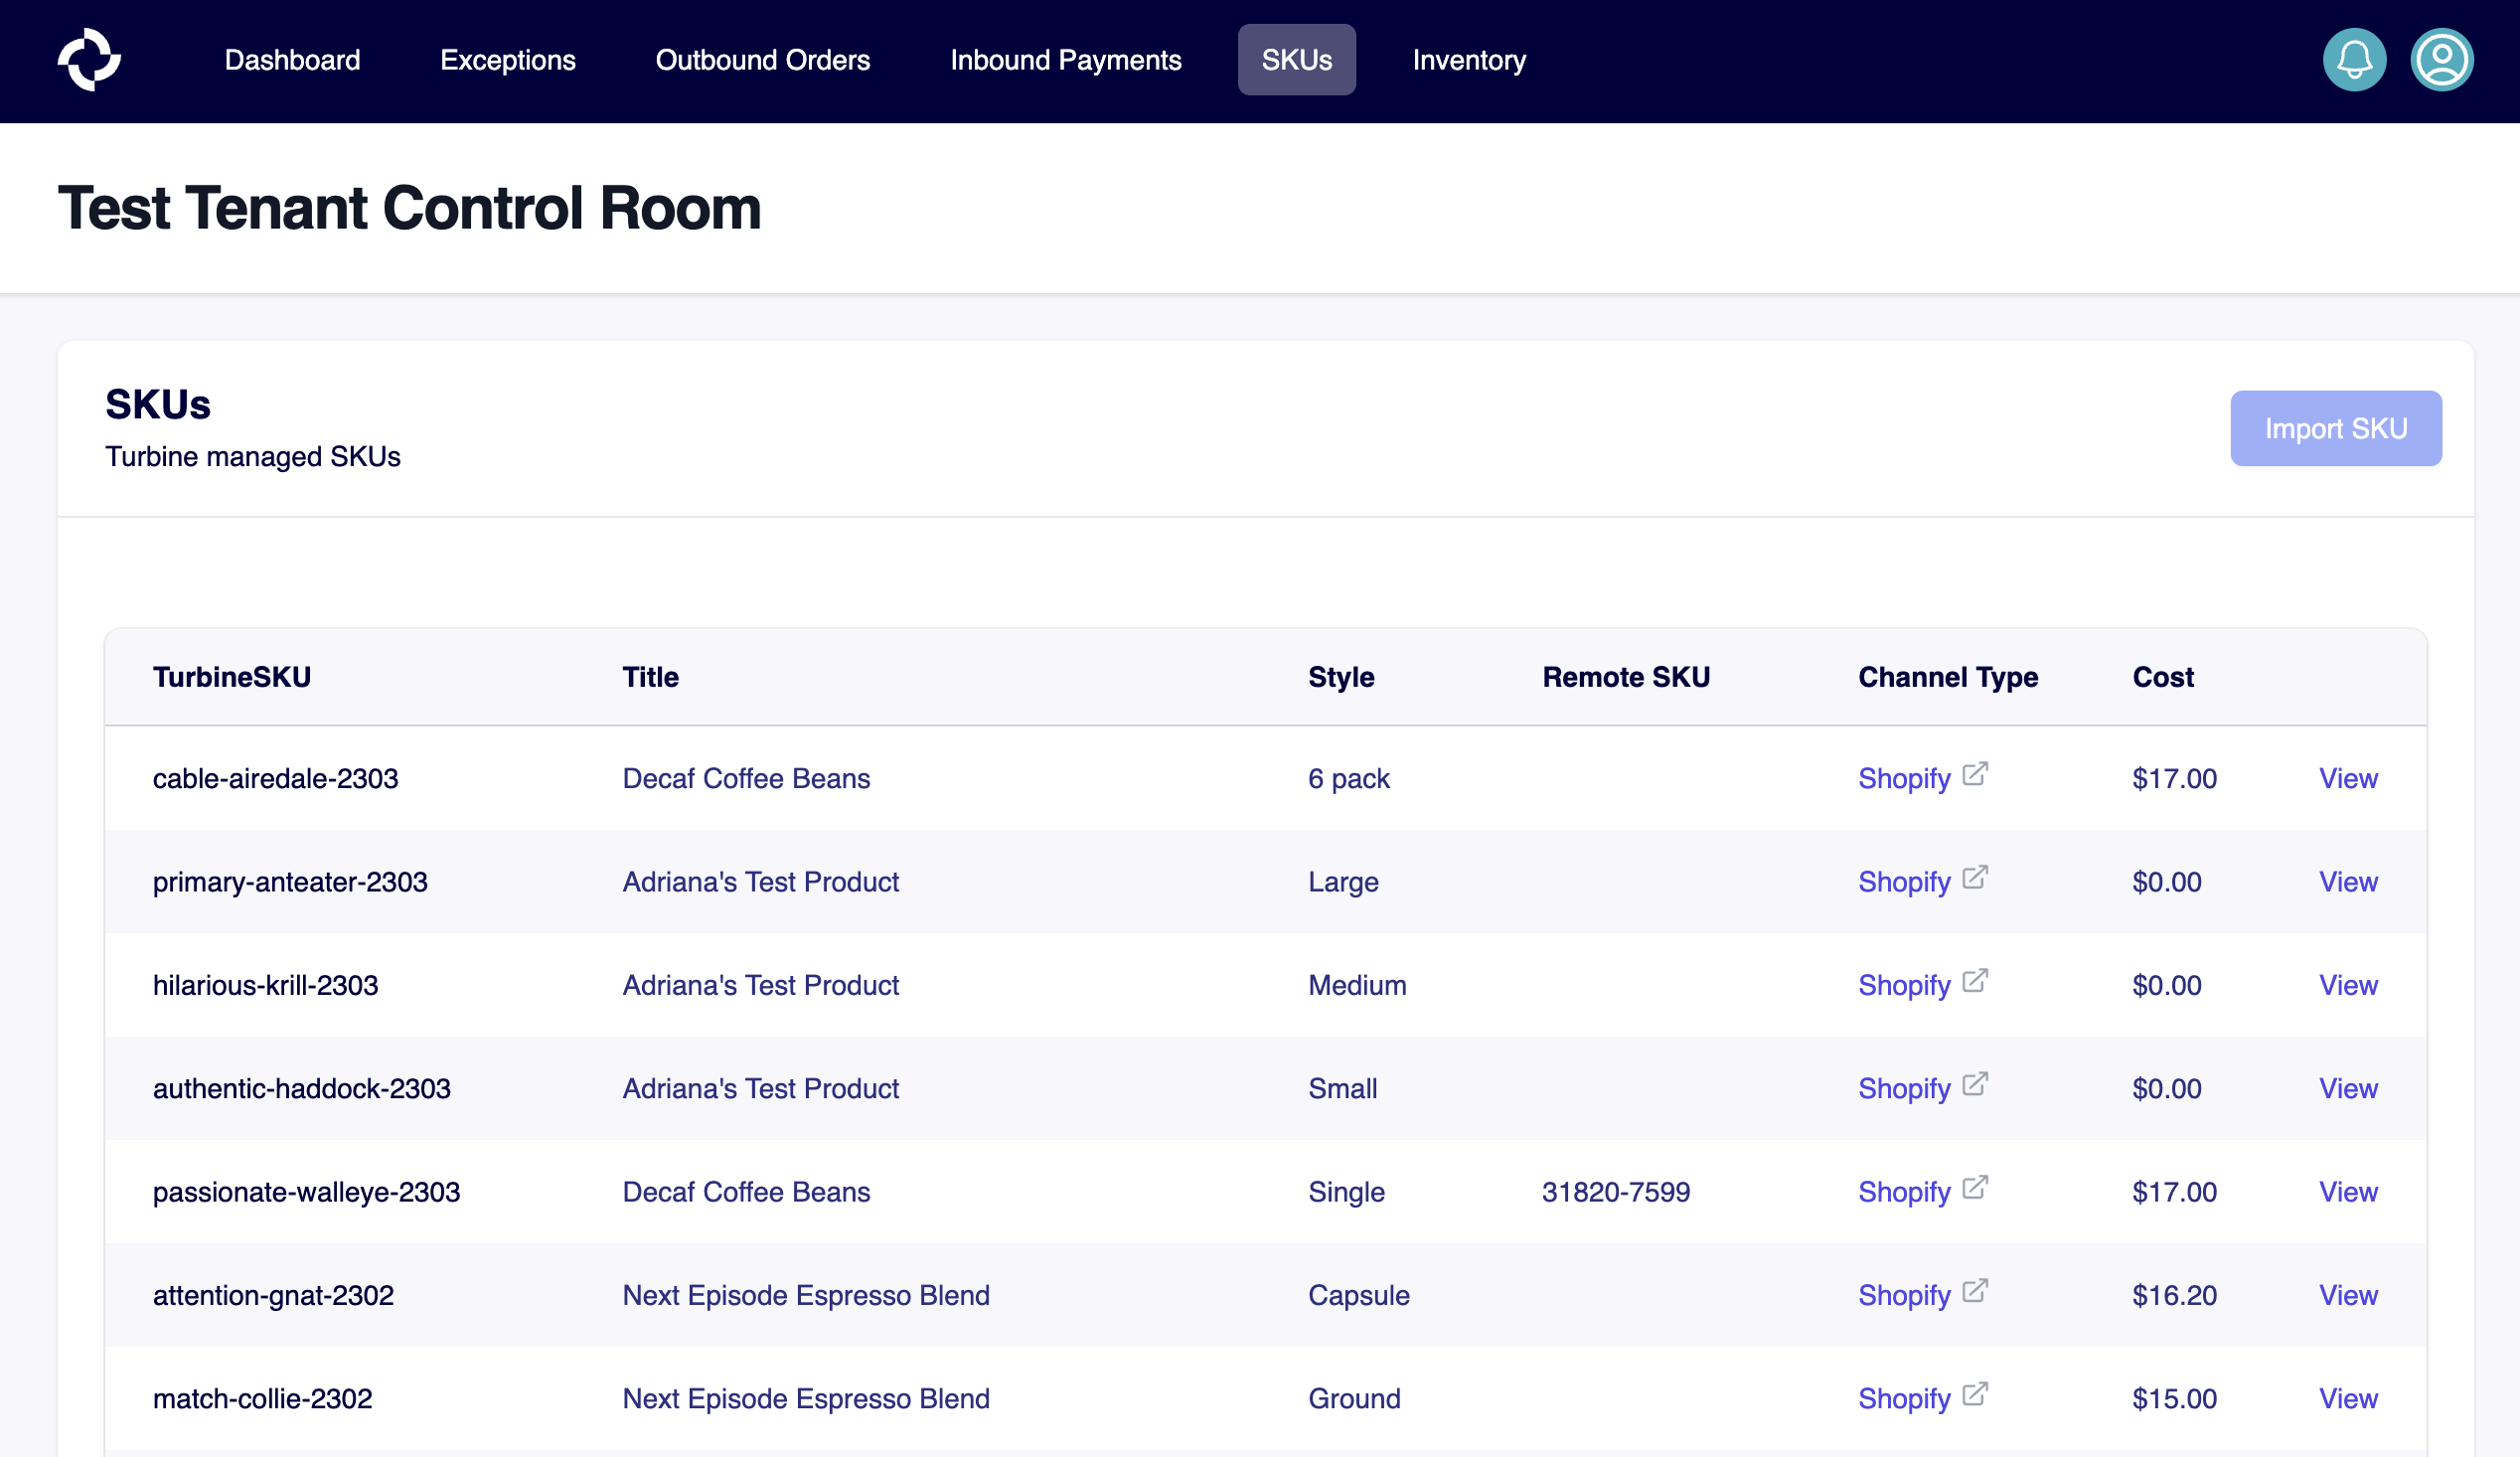 Dashboard Exceptions Outbound Orders Inbound Payments SKUs Inventory
Test Tenant Control Room
SKUs
Turbine managed SKUs
Import SKU
TurbineSKU Title Style Remote SKU Channel Type Cost
cable-airedale-2303 Decaf Coffee Beans 6 pack Shopify $17.00 View
primary-anteater-2303 Adriana's Test Product Large Shopify $0.00 View
hilarious-krill-2303 Adriana's Test Product Medium Shopify $0.00 View
authentic-haddock-2303 Adriana's Test Product Small Shopify $0.00 View
passionate-walleye-2303 Decaf Coffee Beans Single 31820-7599 Shopify $17.00 View
attention-gnat-2302 Next Episode Espresso Blend Capsule Shopify $16.20 View
match-collie-2302 Next Episode Espresso Blend Ground Shopify $15.00 View